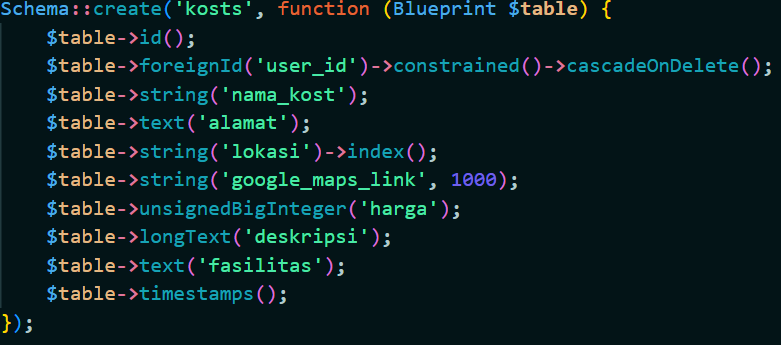 Schema::create('kosts', function (Blueprint $table) {
    $table->id();
    $table->foreignId('user_id')->constrained()->cascadeOnDelete();
    $table->string('nama_kost');
    $table->text('alamat');
    $table->string('lokasi')->index();
    $table->string('google_maps_link', 1000);
    $table->unsignedBigInteger('harga');
    $table->longText('deskripsi');
    $table->text('fasilitas');
    $table->timestamps();
});